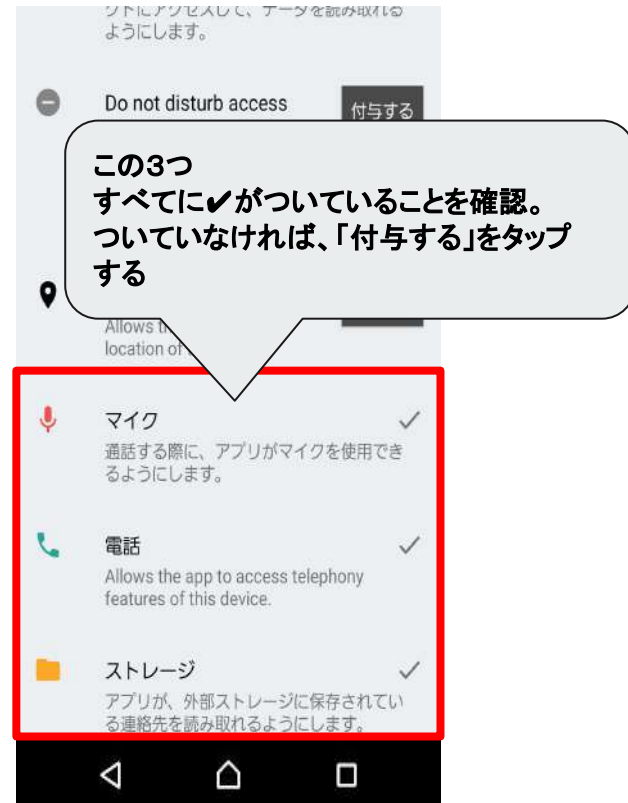 クトにアクセスして、データを読み取れる
ようにします。
Do not disturb access
付与する
この3つ
すべてに✔がついていることを確認。
ついていなければ、「付与する」をタップ
する
Allows
location of
マイク
通話する際に、アプリがマイクを使用でき
るようにします。
電話
Allows the app to access telephony
features of this device.
ストレージ
アプリが、外部ストレージに保存されてい
る連絡先を読み取れるようにします。